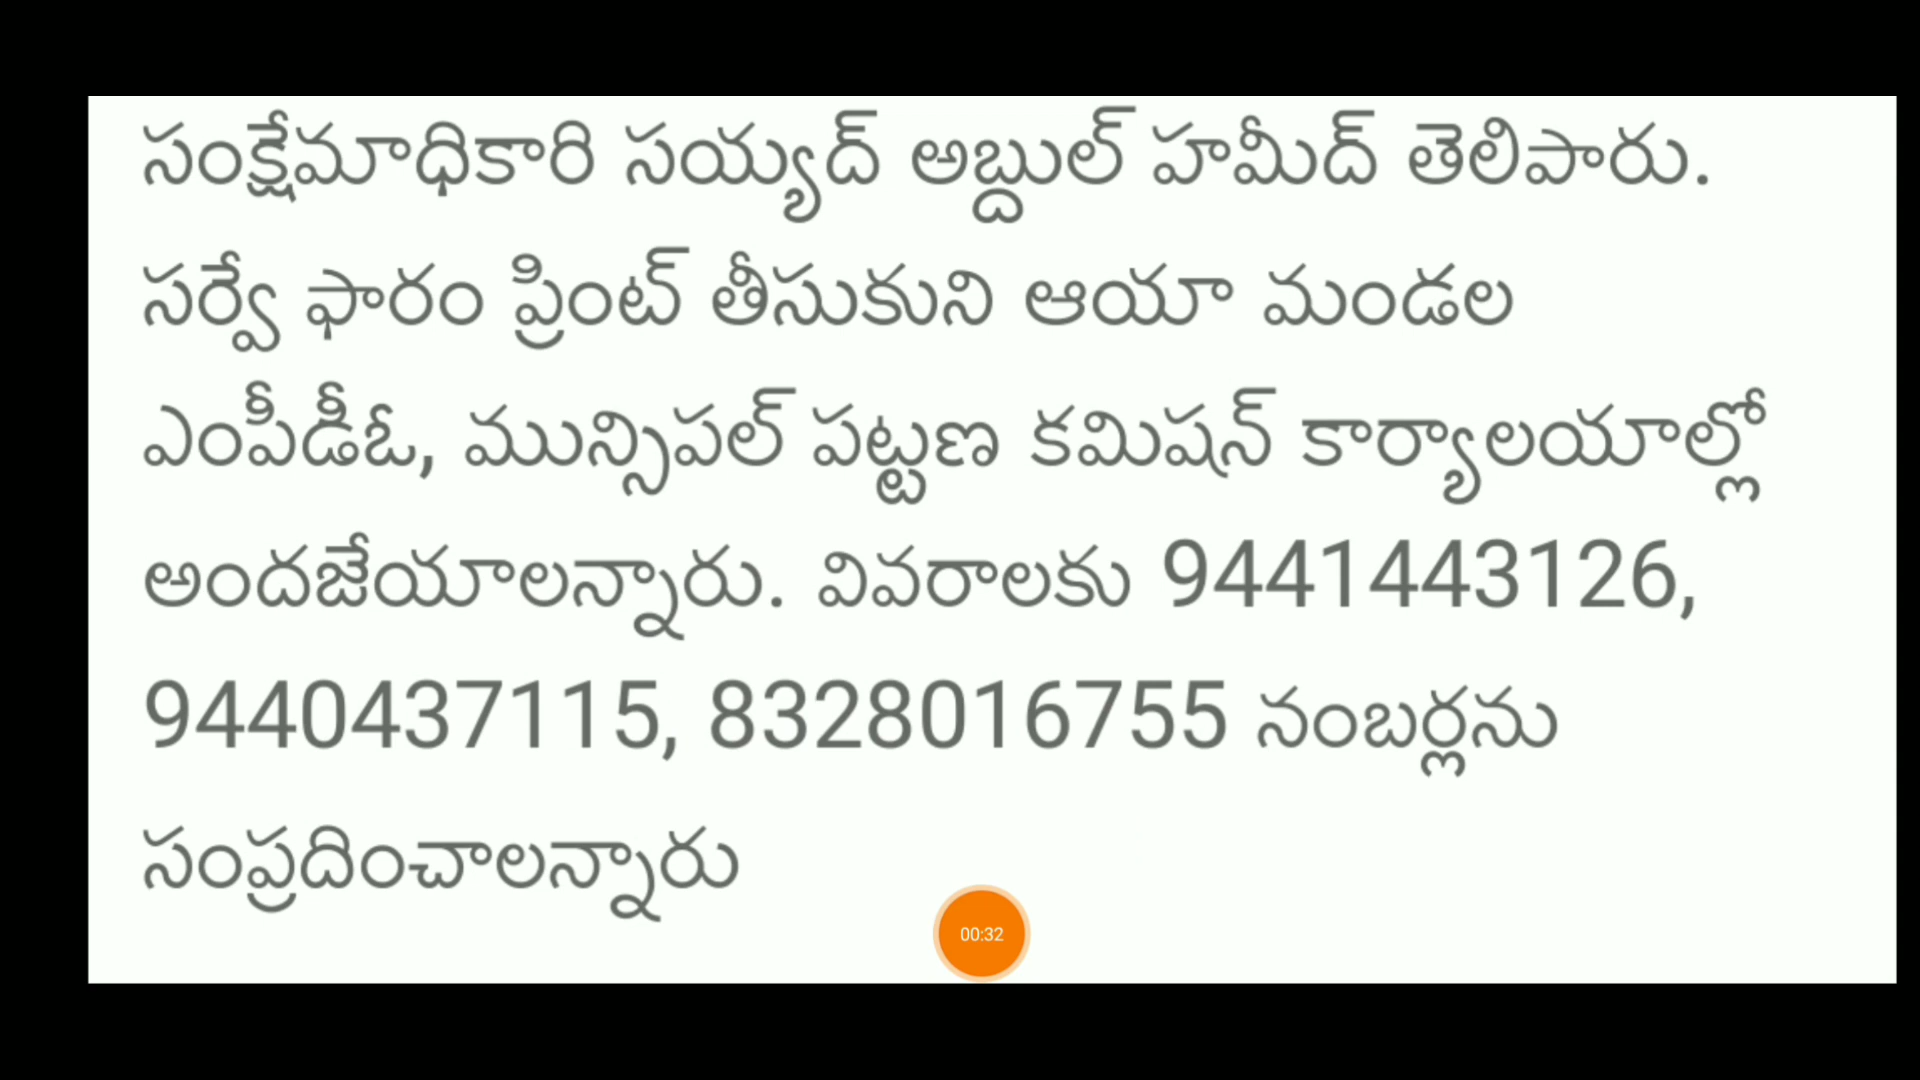 సంక్షేమాధికారి సయ్యద్ అబ్దుల్ హమీద్ తెలిపారు.
సర్వే ఫారం ప్రింట్ తీసుకుని ఆయా మండల
ఎంపీడీఓ, మున్సిపల్ పట్టణ కమిషన్ కార్యాలయాల్లో
అందజేయాలన్నారు. వివరాలకు 9441443126,
9440437115, 8328016755 నంబర్లను
సంప్రదించాలన్నారు
00:32